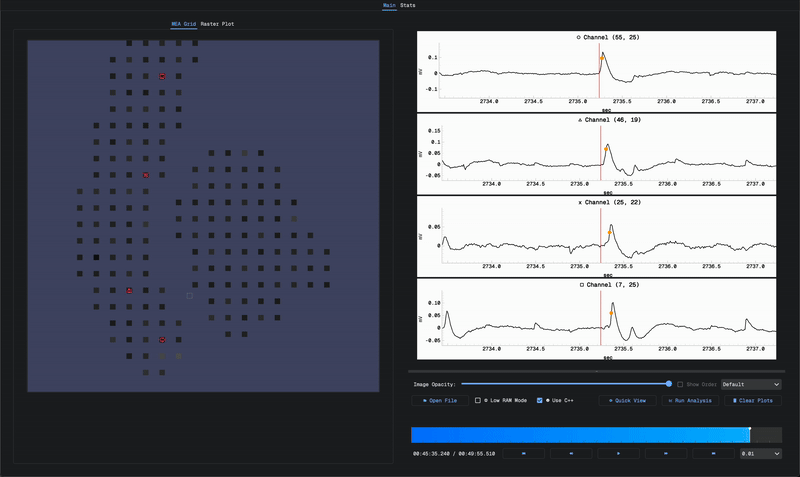 Main Stats
MEA Grid Raster Plot
Channel (55, 25)
0.1
0
-0.1
mV
2734.0 2734.5 2735.0 2735.5 2736.0 2736.5 2737.0
sec
Channel (46, 19)
0.15
0.10
0.05
0
-0.05
mV
2734.0 2734.5 2735.0 2735.5 2736.0 2736.5 2737.0
sec
x Channel (25, 22)
0.05
0
mV
2734.0 2734.5 2735.0 2735.5 2736.0 2736.5 2737.0
sec
Channel (7, 25)
0.10
0.05
0
-0.05
mV
2734.0 2734.5 2735.0 2735.5 2736.0 2736.5 2737.0
sec
Image Opacity: Show Order Default
Open File Low RAM Mode Use C++ Quick View Run Analysis Clear Plots
00:45:35.240 / 00:49:55.510 0.01